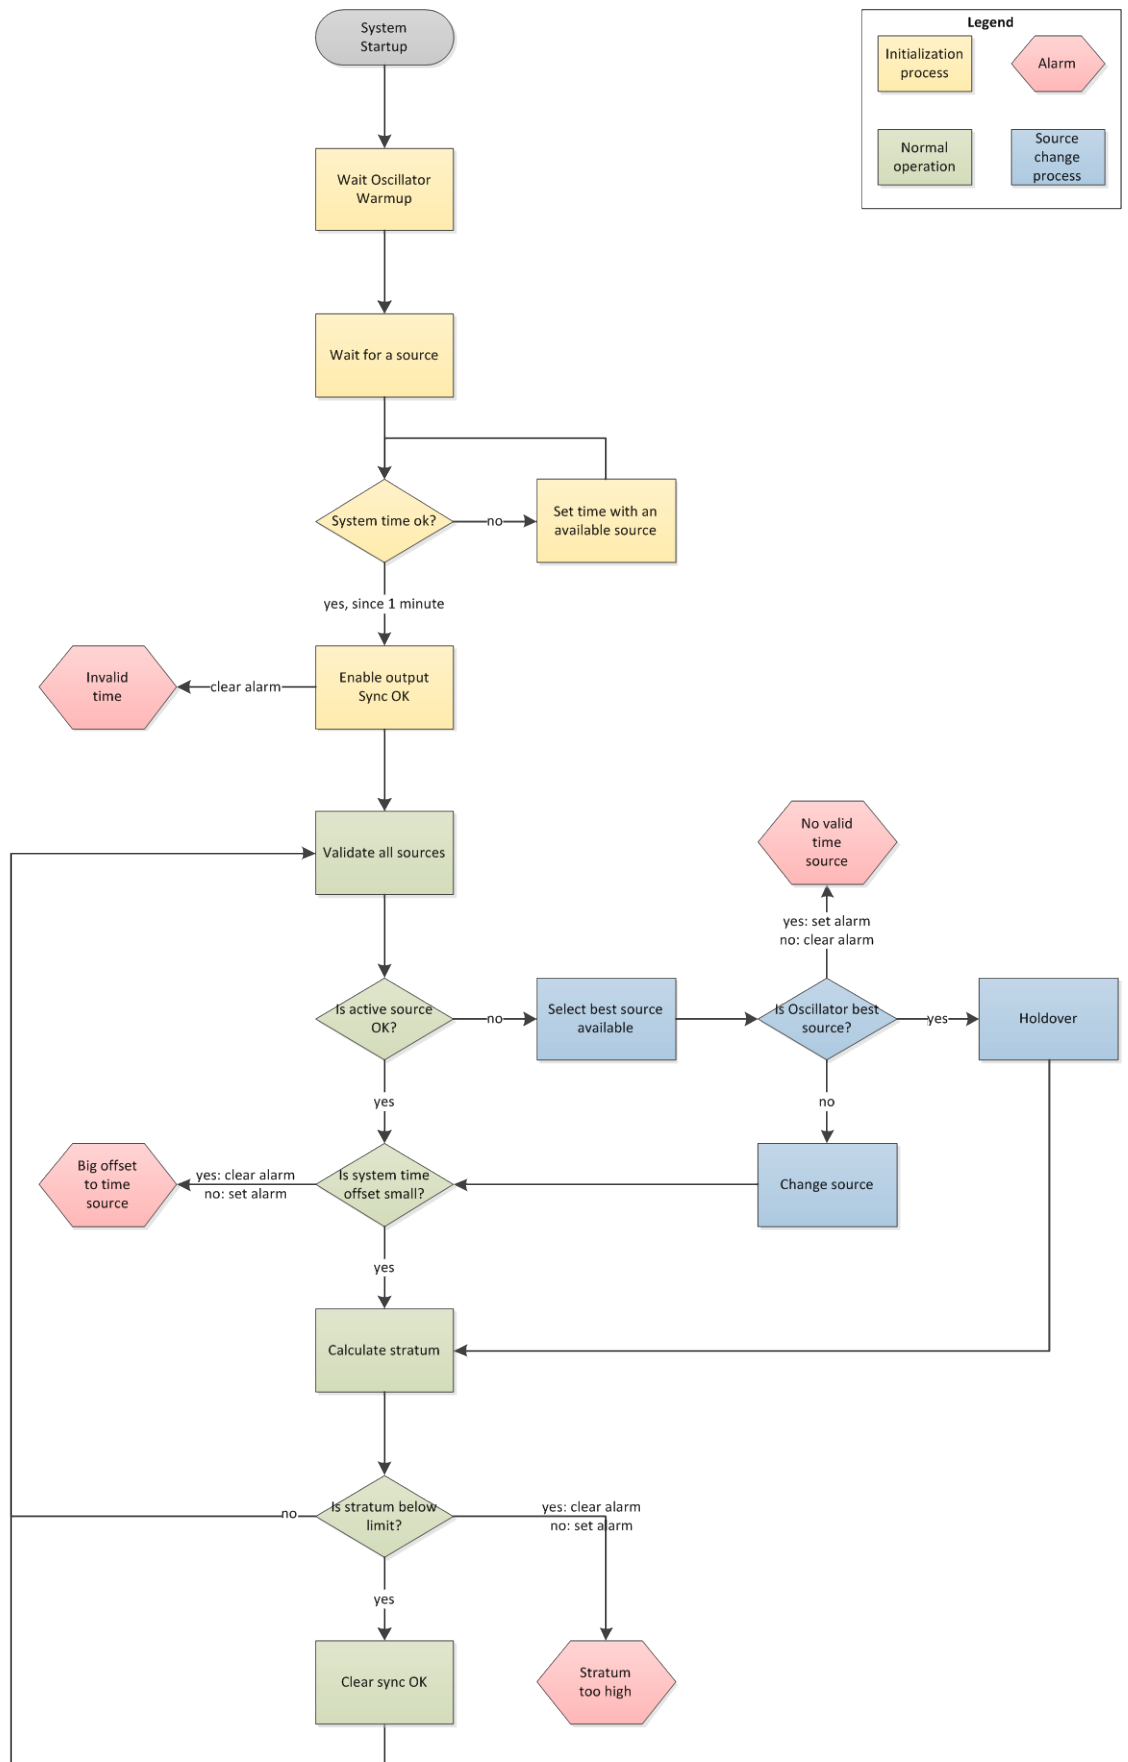 System
Startup
Legend
Initialization
process
Alarm
Normal
operation
Source
change
process
Wait Oscillator
Warmup
Wait for a source
System time ok?
no
Set time with an
available source
yes, since 1 minute
Invalid
time
clear alarm
Enable output
Sync OK
Validate all sources
No valid
time
source
yes: set alarm
no: clear alarm
Is active source
OK?
no
Select best source
available
Is Oscillator best
source?
yes
Holdover
yes
no
Big offset
to time
source
yes: clear alarm
no: set alarm
Is system time
offset small?
Change source
yes
Calculate stratum
no
Is stratum below
limit?
yes: clear alarm
no: set alarm
yes
Clear sync OK
Stratum
too high